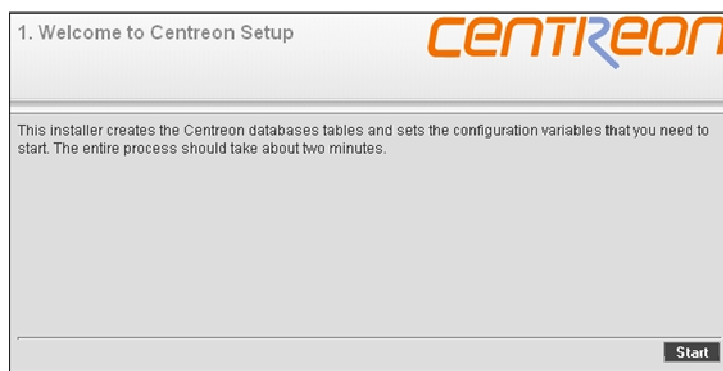 1. Welcome to Centreon Setup
CENTREON
This installer creates the Centreon databases tables and sets the configuration variables that you need to
start. The entire process should take about two minutes.
Start